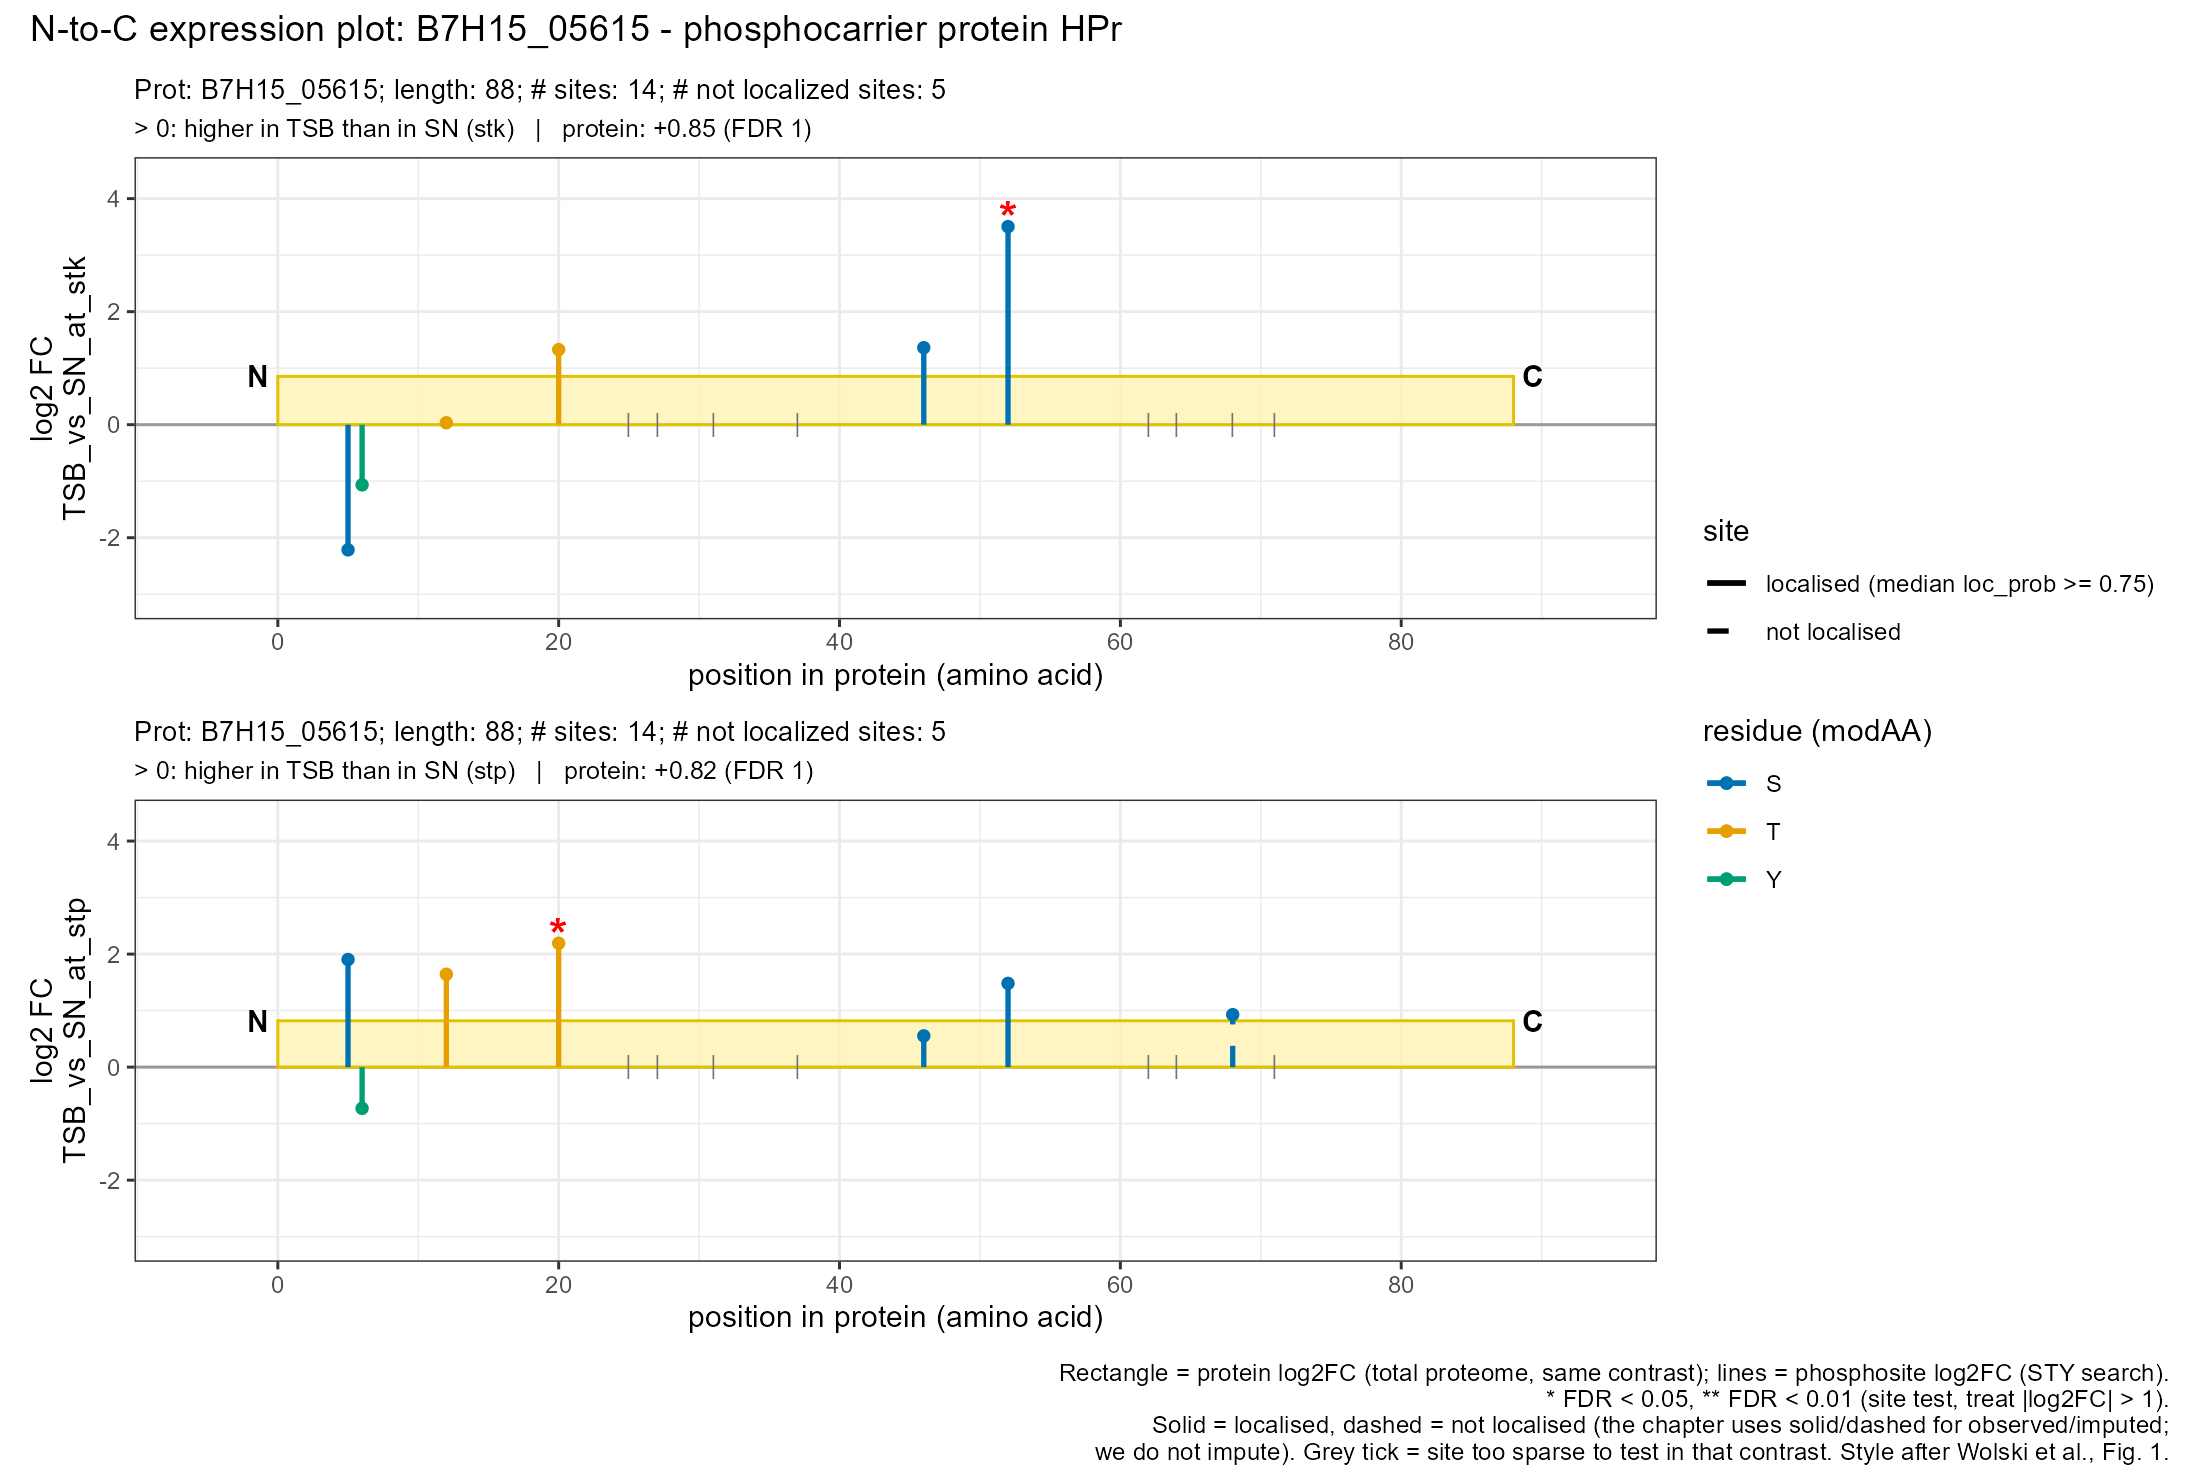 N-to-C expression plot: B7H15_05615 - phosphocarrier protein HPr
Prot: B7H15_05615; length: 88; # sites: 14; # not localized sites: 5
> 0: higher in TSB than in SN (stk)   |   protein: +0.85 (FDR 1)
log2 FC
TSB_vs_SN_at_stk
4
2
0
-2
N
*
C
0
20
40
60
80
position in protein (amino acid)
Prot: B7H15_05615; length: 88; # sites: 14; # not localized sites: 5
> 0: higher in TSB than in SN (stp)   |   protein: +0.82 (FDR 1)
log2 FC
TSB_vs_SN_at_stp
4
2
0
-2
N
*
C
0
20
40
60
80
position in protein (amino acid)
site
localised (median loc_prob >= 0.75)
not localised
residue (modAA)
S
T
Y
Rectangle = protein log2FC (total proteome, same contrast); lines = phosphosite log2FC (STY search).
* FDR < 0.05, ** FDR < 0.01 (site test, treat |log2FC| > 1).
Solid = localised, dashed = not localised (the chapter uses solid/dashed for observed/imputed;
we do not impute). Grey tick = site too sparse to test in that contrast. Style after Wolski et al., Fig. 1.